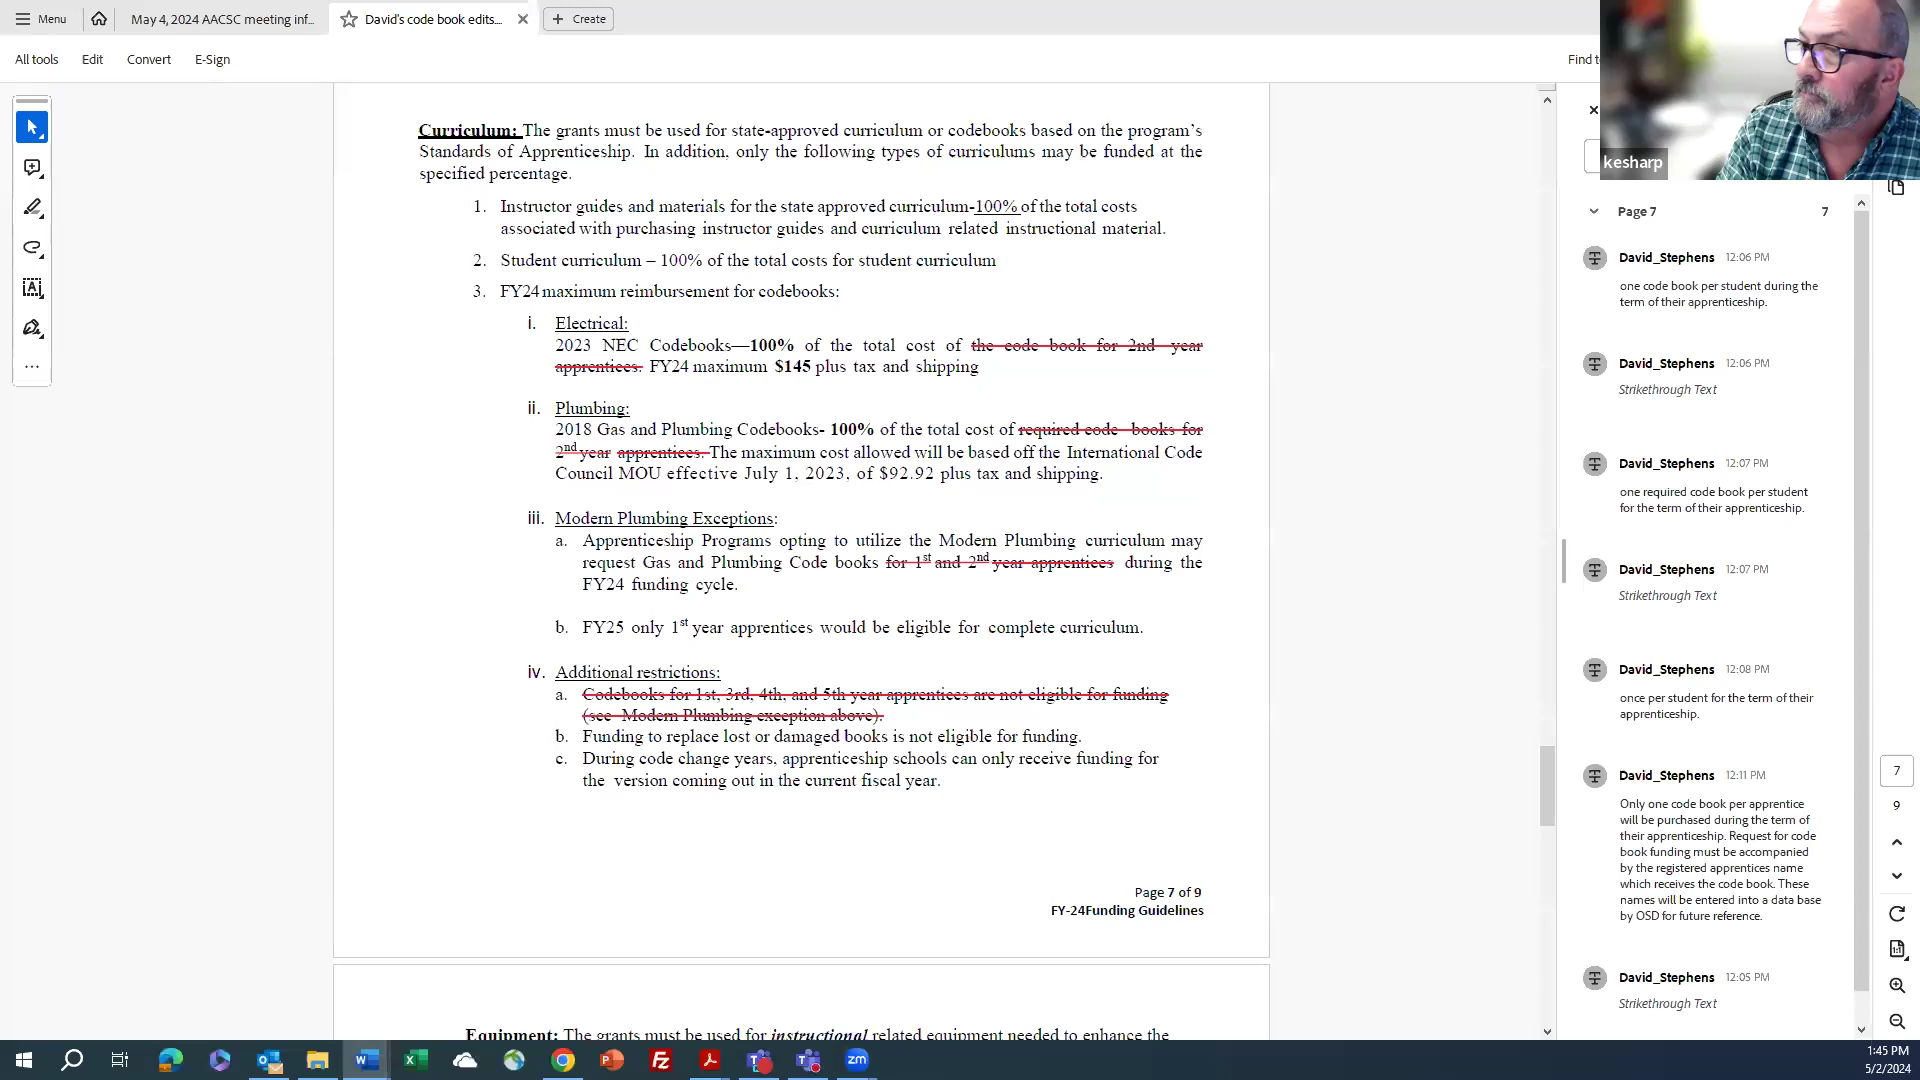 Menu
May 4, 2024 AACSC meeting inf...
David's code book edits...
Create
All tools
Edit
Convert
E-Sign
Find
kesharp
Curriculum: The grants must be used for state-approved curriculum or codebooks based on the program's
Standards of Apprenticeship. In addition, only the following types of curriculums may be funded at the
specified percentage.
1. Instructor guides and materials for the state approved curriculum-100% of the total costs
associated with purchasing instructor guides and curriculum related instructional material.
2. Student curriculum – 100% of the total costs for student curriculum
3. FY24 maximum reimbursement for codebooks:
i. Electrical:
2023 NEC Codebooks—100% of the total cost of the code book for 2nd year
apprentices. FY24 maximum $145 plus tax and shipping
ii. Plumbing:
2018 Gas and Plumbing Codebooks- 100% of the total cost of required code books for
2nd year apprentices. The maximum cost allowed will be based off the International Code
Council MOU effective July 1, 2023, of $92.92 plus tax and shipping.
iii. Modern Plumbing Exceptions:
a. Apprenticeship Programs opting to utilize the Modern Plumbing curriculum may
request Gas and Plumbing Code books for 1st and 2nd year apprentices during the
FY24 funding cycle.
b. FY25 only 1st year apprentices would be eligible for complete curriculum.
iv. Additional restrictions:
a. Codebooks for 1st, 3rd, 4th, and 5th year apprentices are not eligible for funding
(see Modern Plumbing exception above).
b. Funding to replace lost or damaged books is not eligible for funding.
c. During code change years, apprenticeship schools can only receive funding for
the version coming out in the current fiscal year.
Page 7 of 9
FY-24Funding Guidelines
Equipment: The grants must be used for instructional related equipment needed to enhance the
Page 7
7
David_Stephens 12:06 PM
one code book per student during the
term of their apprenticeship.
David_Stephens 12:06 PM
Strikethrough Text
David_Stephens 12:07 PM
one required code book per student
for the term of their apprenticeship.
David_Stephens 12:07 PM
Strikethrough Text
David_Stephens 12:08 PM
once per student for the term of their
apprenticeship.
David_Stephens 12:11 PM
Only one code book per apprentice
will be purchased during the term of
their apprenticeship. Request for code
book funding must be accompanied
by the registered apprentices name
which receives the code book. These
names will be entered into a data base
by OSD for future reference.
David_Stephens 12:05 PM
Strikethrough Text
7
9
1:45 PM
5/2/2024